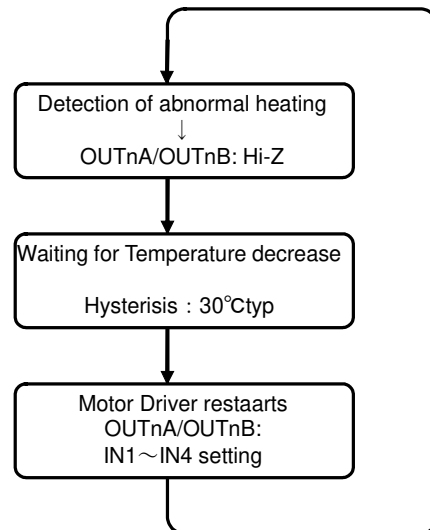 Detection of abnormal heating
↓
OUTnA/OUTnB: Hi-Z
Waiting for Temperature decrease
Hysterisis : 30℃typ
Motor Driver restaarts
OUTnA/OUTnB:
IN1～IN4 setting